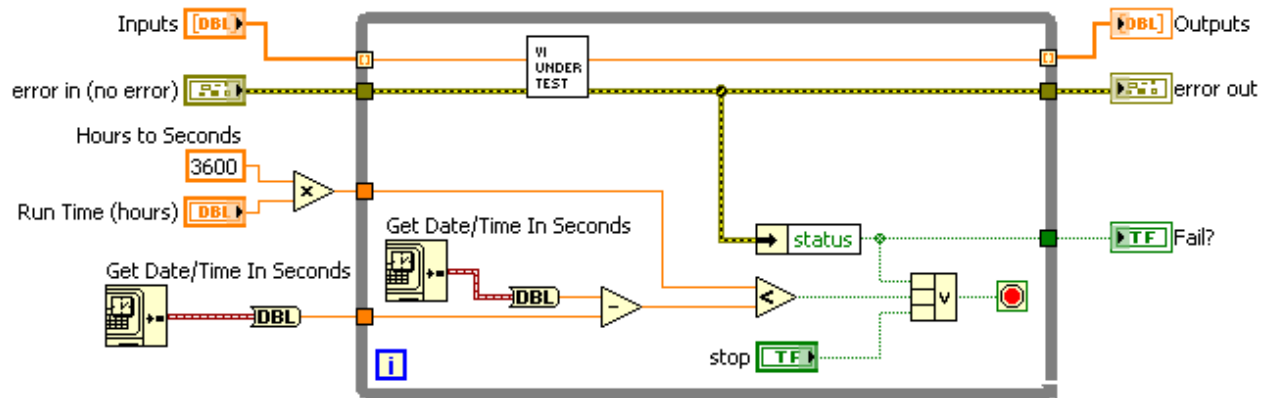 Inputs
[DBL]
DBL]
Outputs
VI
UNDER
TEST
error in (no error)
error out
Hours to Seconds
3600
Run Time (hours)
DBL
Get Date/Time In Seconds
status
TF
Fail?
Get Date/Time In Seconds
DBL
DBL
v
stop
TF
i